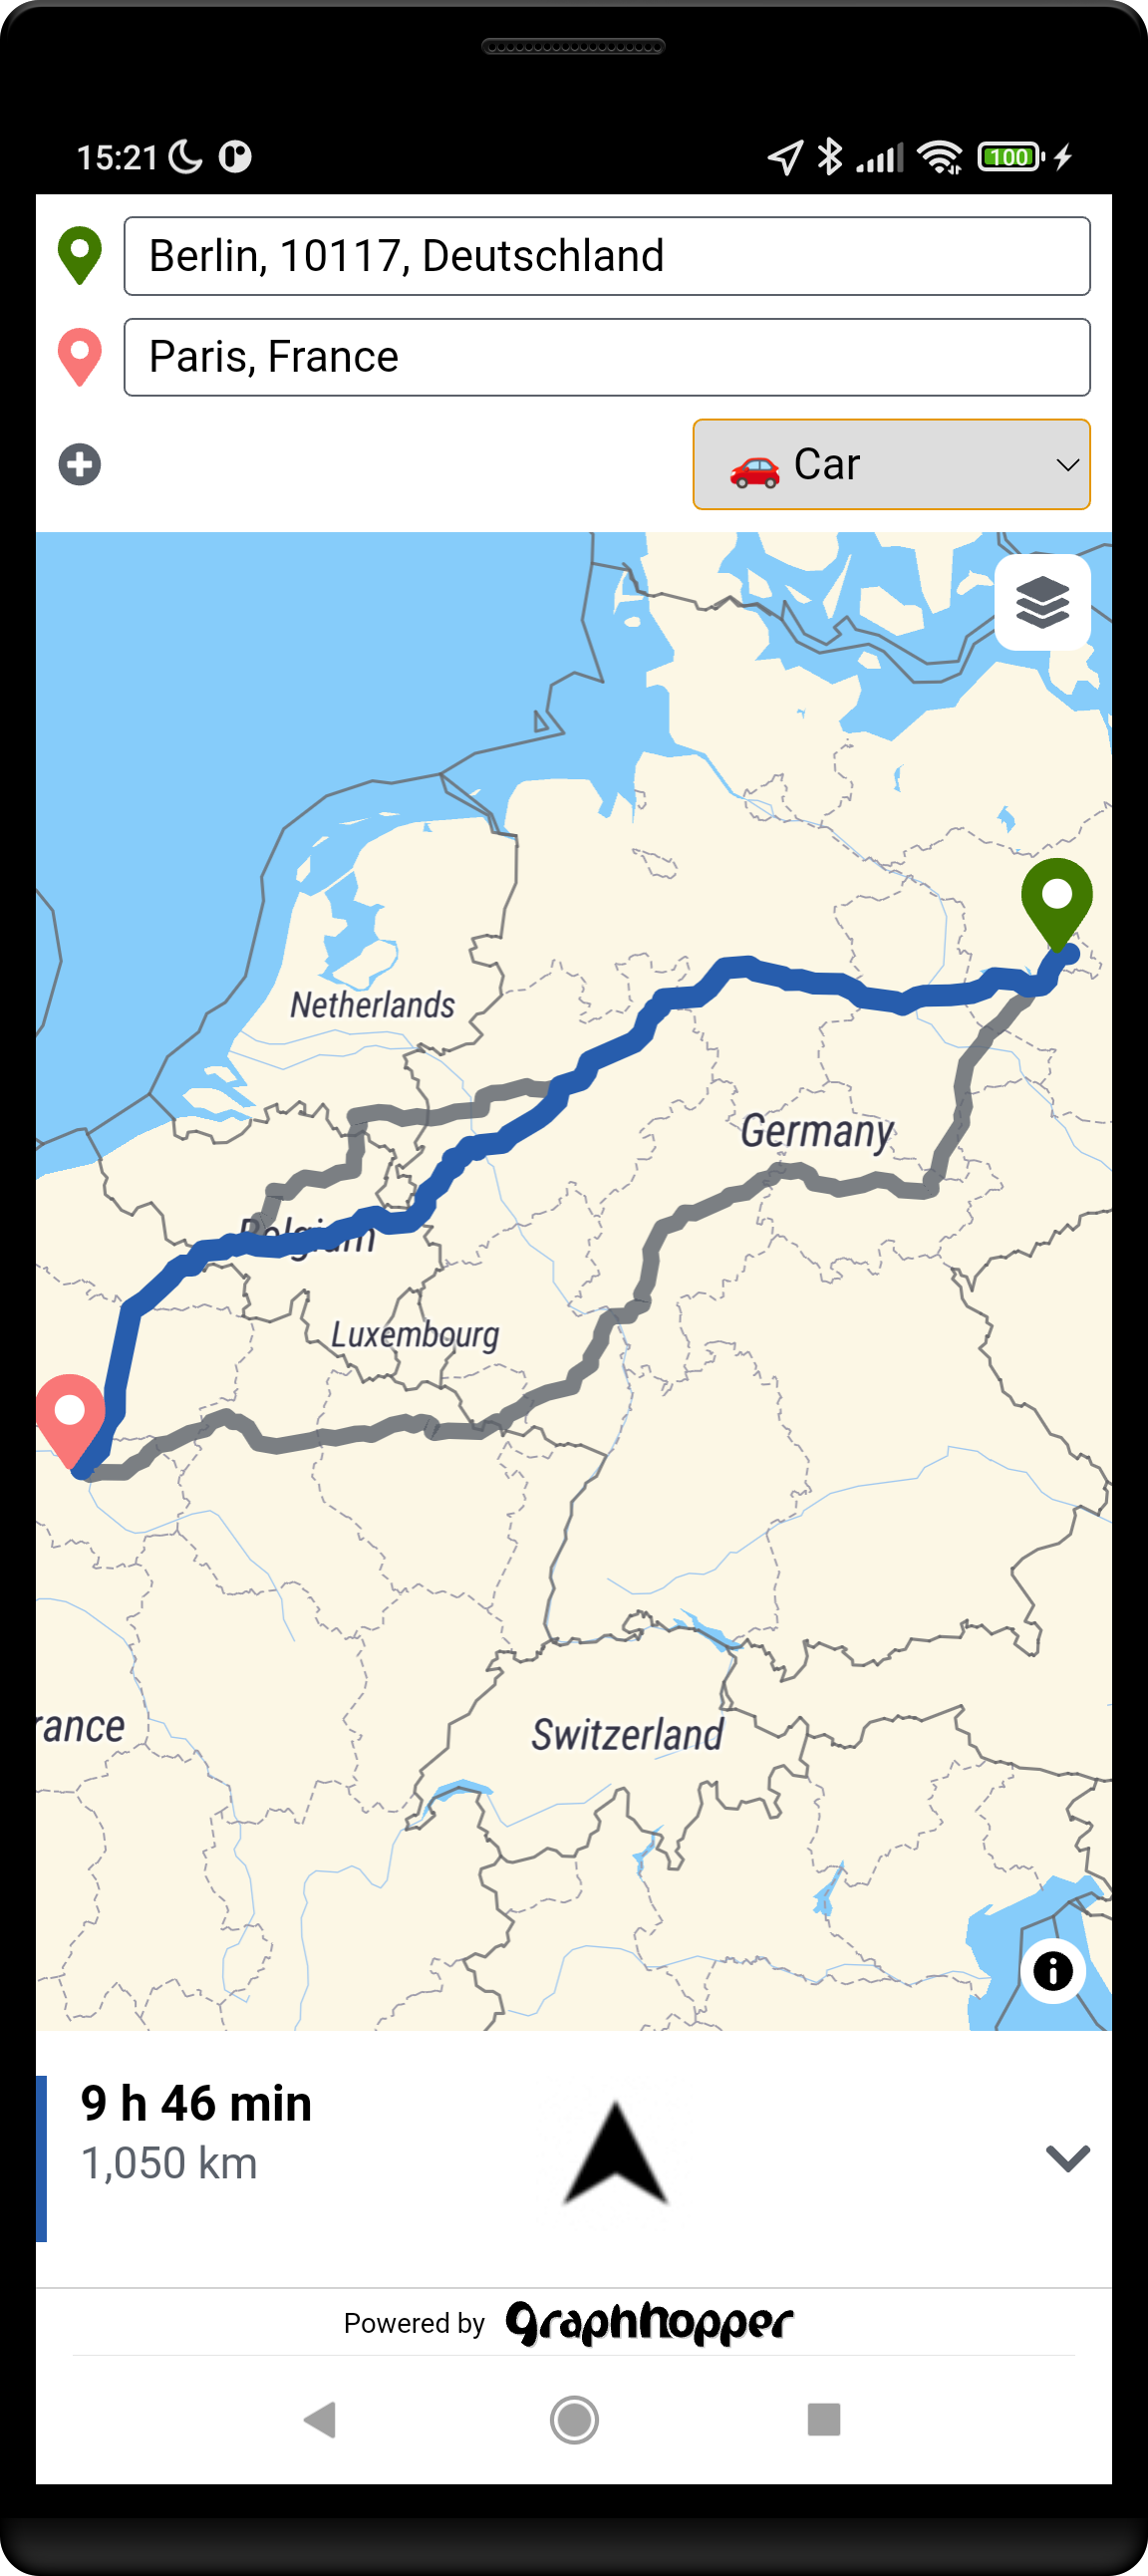 15:21
100
Berlin, 10117, Deutschland
Paris, France
Car
Netherlands
Germany
Belgium
Luxembourg
rance
Switzerland
9 h 46 min
1,050 km
Powered by graphhopper